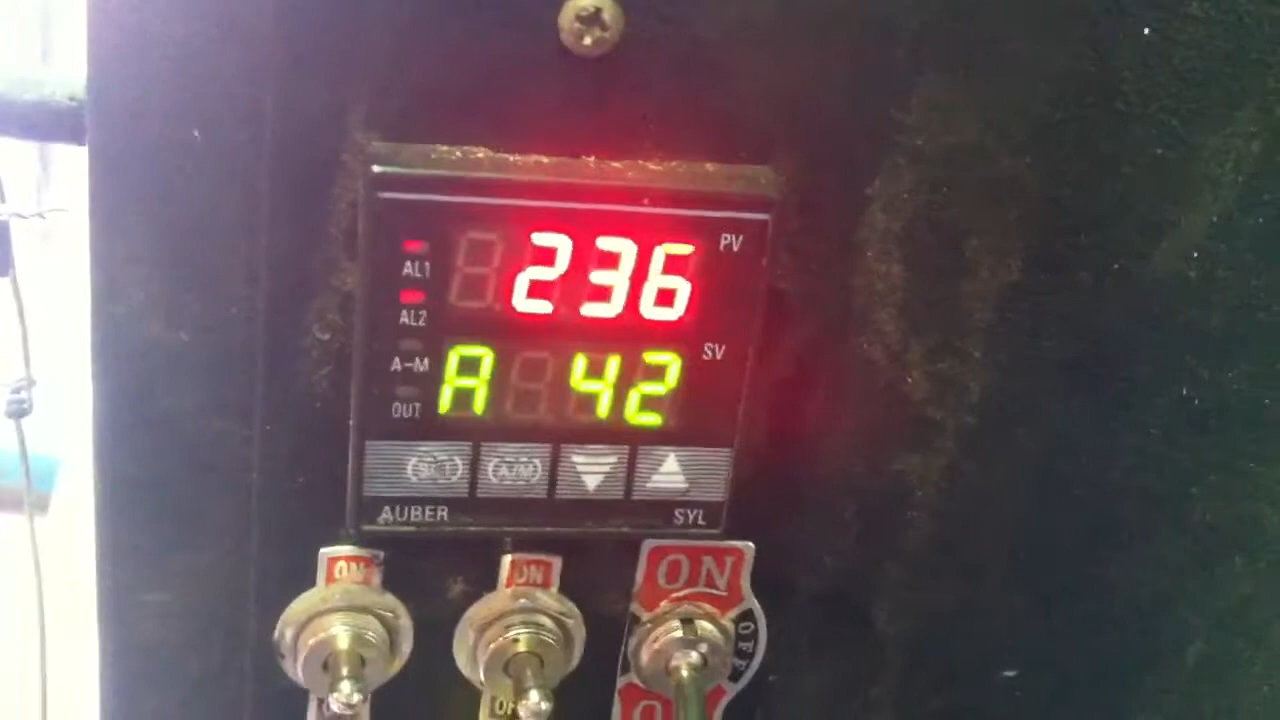 PV
236
AL1
AL2
SV
A 42
A-M
OUT
SET
A/M
AUBER
SYL
ON
ON
ON
OFF